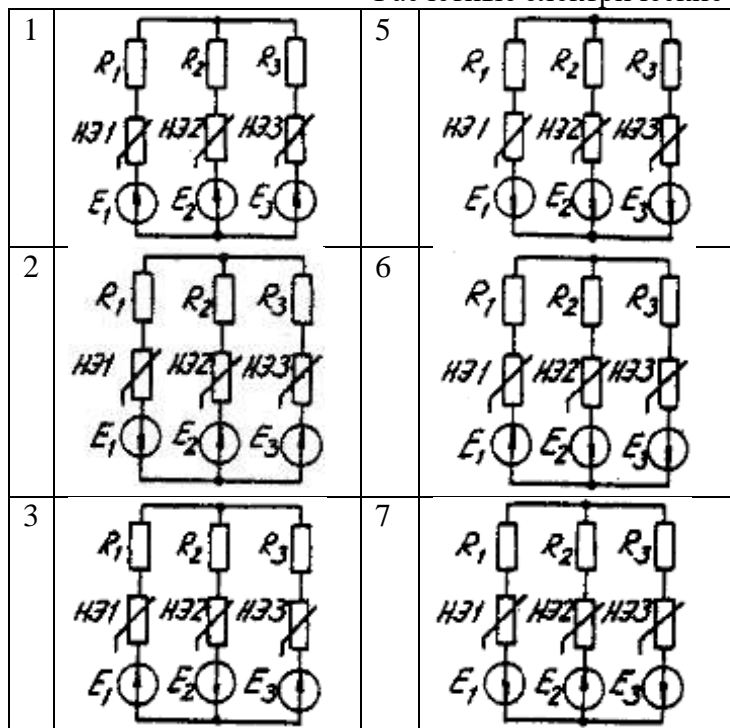 1
5
R₁ R₂ R₃
R₁ R₂ R₃
НЭ1 НЭ2 НЭ3
НЭ1 НЭ2 НЭ3
E₁ E₂ E₃
E₁ E₂ E₃
2
6
R₁ R₂ R₃
R₁ R₂ R₃
НЭ1 НЭ2 НЭ3
НЭ1 НЭ2 НЭ3
E₁ E₂ E₃
E₁ E₂ E₃
3
7
R₁ R₂ R₃
R₁ R₂ R₃
НЭ1 НЭ2 НЭ3
НЭ1 НЭ2 НЭ3
E₁ E₂ E₃
E₁ E₂ E₃